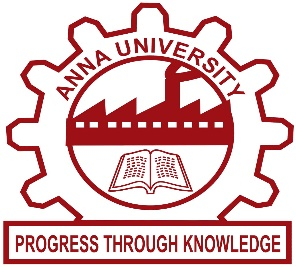 ANNA UNIVERSITY
PROGRESS THROUGH KNOWLEDGE